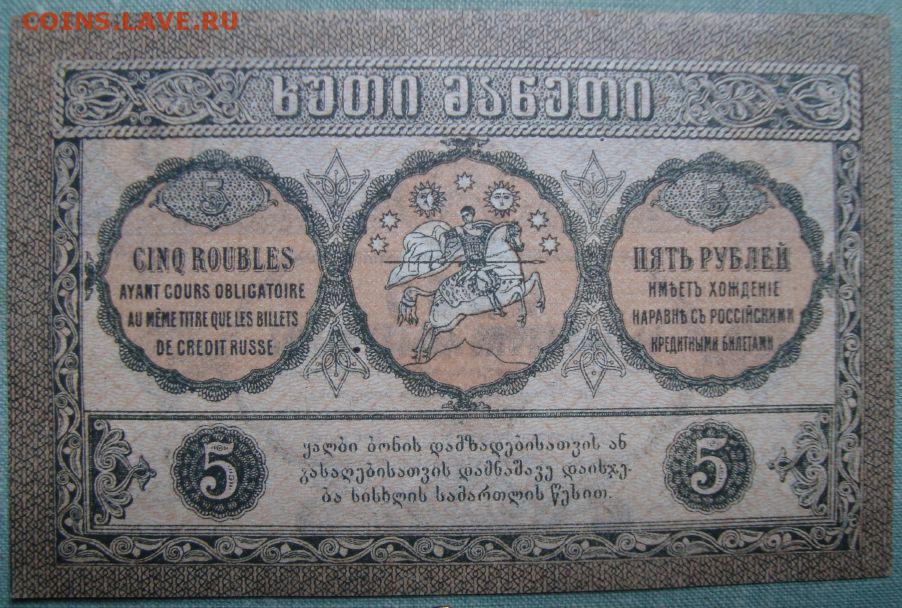 COINS.LAVE.RU
ხუთი მანეთი
5
CINQ ROUBLES
AYANT COURS OBLIGATOIRE
AU MÊME TITRE QUE LES BILLETS
DE CREDIT RUSSE
5
ПЯТЬ РУБЛЕЙ
ИМѢЕТЪ ХОЖДЕНІЕ
НАРАВНѢ СЪ РОССІЙСКИМИ
КРЕДИТНЫМИ БИЛЕТАМИ
5
ყალბი ბონის დამზადებისათვის ან
გასაღებისათვის დამნაშავე დაისჯე-
ბა სისხლის სამართლის წესით.
5